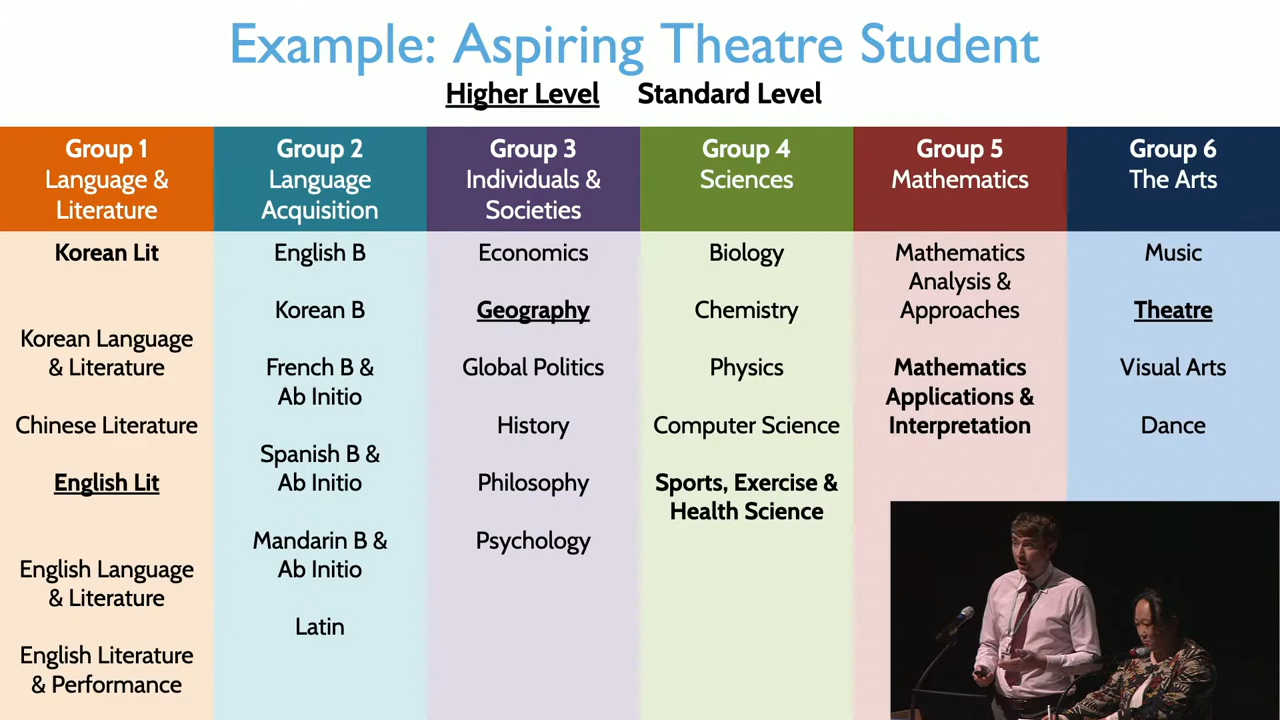 Example: Aspiring Theatre Student
Higher Level Standard Level
Group 1
Language &
Literature
Korean Lit
Korean Language
& Literature
Chinese Literature
English Lit
English Language
& Literature
English Literature
& Performance
Group 2
Language
Acquisition
English B
Korean B
French B &
Ab Initio
Spanish B &
Ab Initio
Mandarin B &
Ab Initio
Latin
Group 3
Individuals &
Societies
Economics
Geography
Global Politics
History
Philosophy
Psychology
Group 4
Sciences
Biology
Chemistry
Physics
Computer Science
Sports, Exercise &
Health Science
Group 5
Mathematics
Mathematics
Analysis &
Approaches
Mathematics
Applications &
Interpretation
Group 6
The Arts
Music
Theatre
Visual Arts
Dance